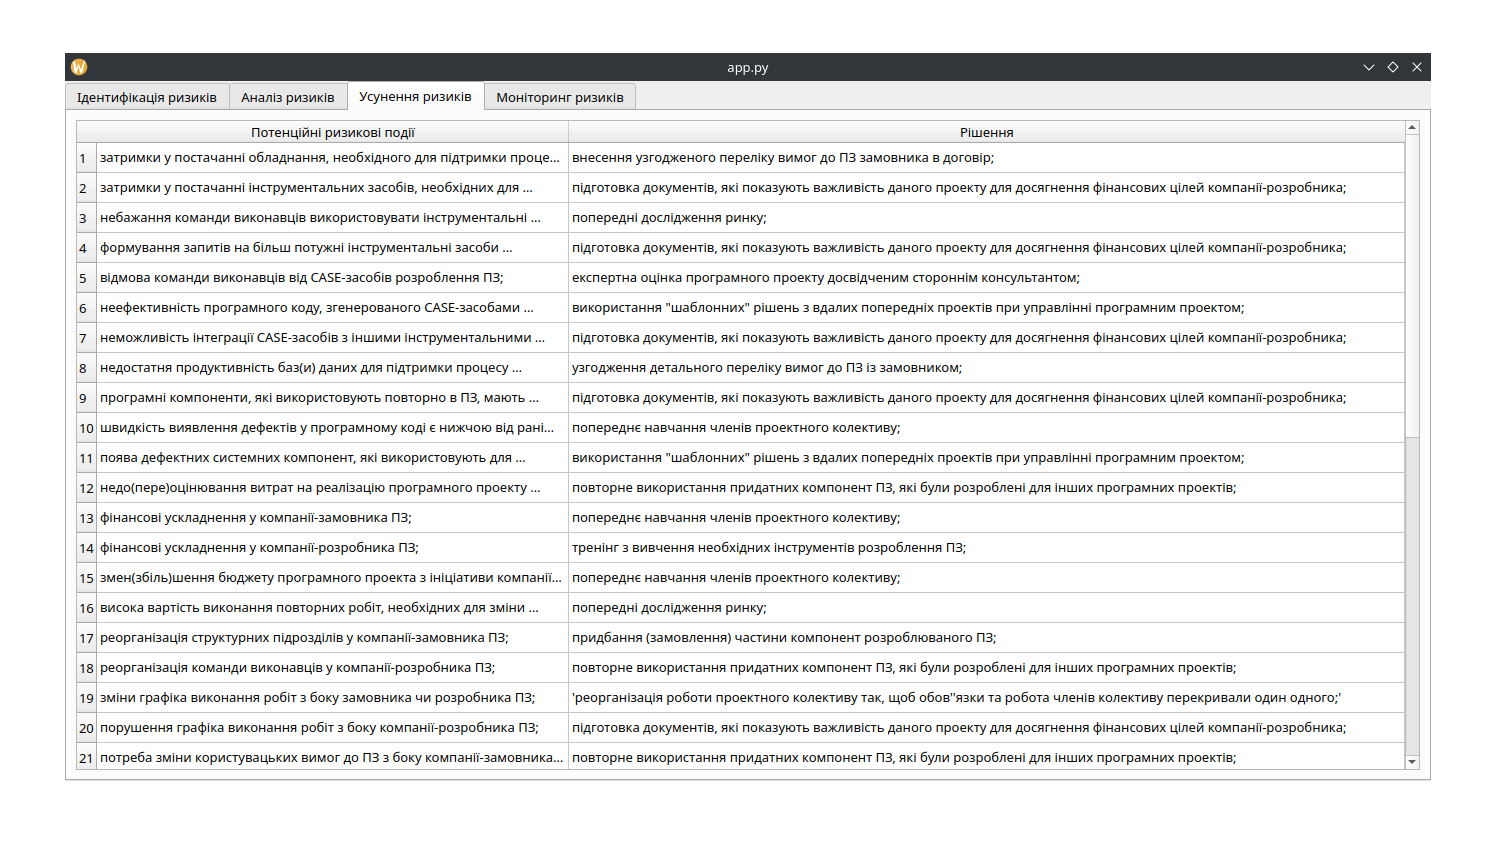 app.py
Ідентифікація ризиків Аналіз ризиків Усунення ризиків Моніторинг ризиків
Потенційні ризикові події Рішення
1 затримки у постачанні обладнання, необхідного для підтримки проце... внесення узгодженого переліку вимог до ПЗ замовника в договір;
2 затримки у постачанні інструментальних засобів, необхідних для ... підготовка документів, які показують важливість даного проекту для досягнення фінансових цілей компанії-розробника;
3 небажання команди виконавців використовувати інструментальні ... попередні дослідження ринку;
4 формування запитів на більш потужні інструментальні засоби ... підготовка документів, які показують важливість даного проекту для досягнення фінансових цілей компанії-розробника;
5 відмова команди виконавців від CASE-засобів розроблення ПЗ; експертна оцінка програмного проекту досвідченим стороннім консультантом;
6 неефективність програмного коду, згенерованого CASE-засобами ... використання "шаблонних" рішень з вдалих попередніх проектів при управлінні програмним проектом;
7 неможливість інтеграції CASE-засобів з іншими інструментальними ... підготовка документів, які показують важливість даного проекту для досягнення фінансових цілей компанії-розробника;
8 недостатня продуктивність баз(и) даних для підтримки процесу ... узгодження детального переліку вимог до ПЗ із замовником;
9 програмні компоненти, які використовують повторно в ПЗ, мають ... підготовка документів, які показують важливість даного проекту для досягнення фінансових цілей компанії-розробника;
10 швидкість виявлення дефектів у програмному коді є нижчою від рані... попереднє навчання членів проектного колективу;
11 поява дефектних системних компонент, які використовують для ... використання "шаблонних" рішень з вдалих попередніх проектів при управлінні програмним проектом;
12 недо(пере)оцінювання витрат на реалізацію програмного проекту ... повторне використання придатних компонент ПЗ, які були розроблені для інших програмних проектів;
13 фінансові ускладнення у компанії-замовника ПЗ; попереднє навчання членів проектного колективу;
14 фінансові ускладнення у компанії-розробника ПЗ; тренінг з вивчення необхідних інструментів розроблення ПЗ;
15 змен(збіль)шення бюджету програмного проекта з ініціативи компанії... попереднє навчання членів проектного колективу;
16 висока вартість виконання повторних робіт, необхідних для зміни ... попередні дослідження ринку;
17 реорганізація структурних підрозділів у компанії-замовника ПЗ; придбання (замовлення) частини компонент розроблюваного ПЗ;
18 реорганізація команди виконавців у компанії-розробника ПЗ; повторне використання придатних компонент ПЗ, які були розроблені для інших програмних проектів;
19 зміни графіка виконання робіт з боку замовника чи розробника ПЗ; 'реорганізація роботи проектного колективу так, щоб обов''язки та робота членів колективу перекривали один одного;'
20 порушення графіка виконання робіт з боку компанії-розробника ПЗ; підготовка документів, які показують важливість даного проекту для досягнення фінансових цілей компанії-розробника;
21 потреба зміни користувацьких вимог до ПЗ з боку компанії-замовника... повторне використання придатних компонент ПЗ, які були розроблені для інших програмних проектів;